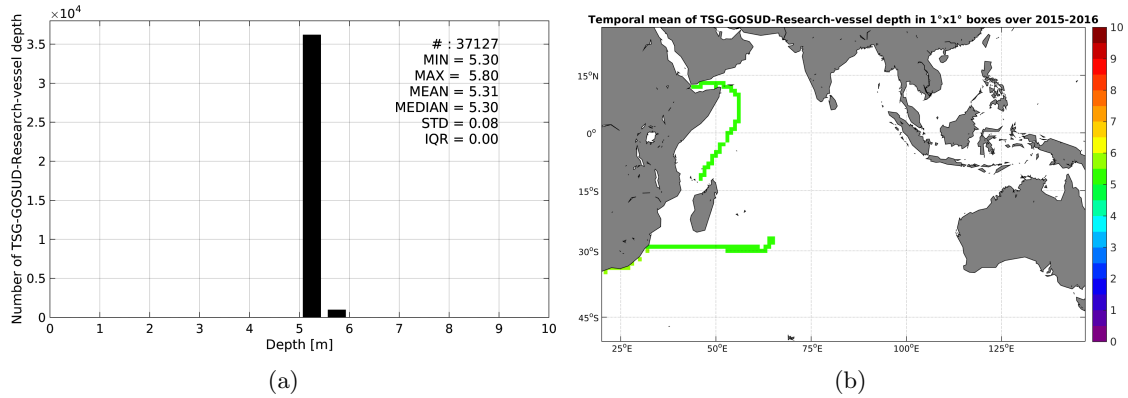 ×10⁴
3.5
3
2.5
2
1.5
1
0.5
0
0 1 2 3 4 5 6 7 8 9 10
Number of TSG-GOSUD-Research-vessel depth
Depth [m]
# : 37127
MIN = 5.30
MAX = 5.80
MEAN = 5.31
MEDIAN = 5.30
STD = 0.08
IQR = 0.00
(a)
Temporal mean of TSG-GOSUD-Research-vessel depth in 1°x1° boxes over 2015-2016
15°N
0°
15°S
30°S
45°S
25°E 50°E 75°E 100°E 125°E
10
9
8
7
6
5
4
3
2
1
0
(b)